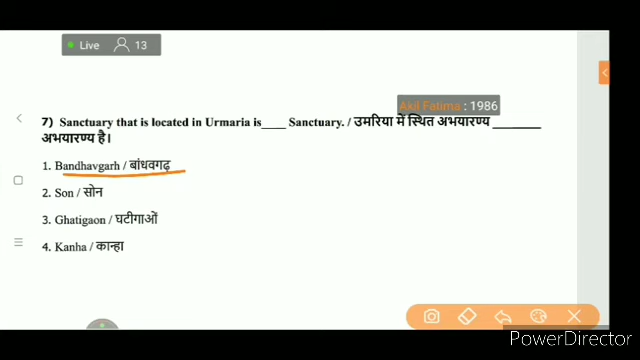 Live 13
Akil Fatima : 1986
7) Sanctuary that is located in Urmaria is____ Sanctuary. / उमरिया में स्थित अभयारण्य ________
अभयारण्य है।
1. Bandhavgarh / बांधवगढ़
2. Son / सोन
3. Ghatigaon / घटीगाओं
4. Kanha / कान्हा
PowerDirector